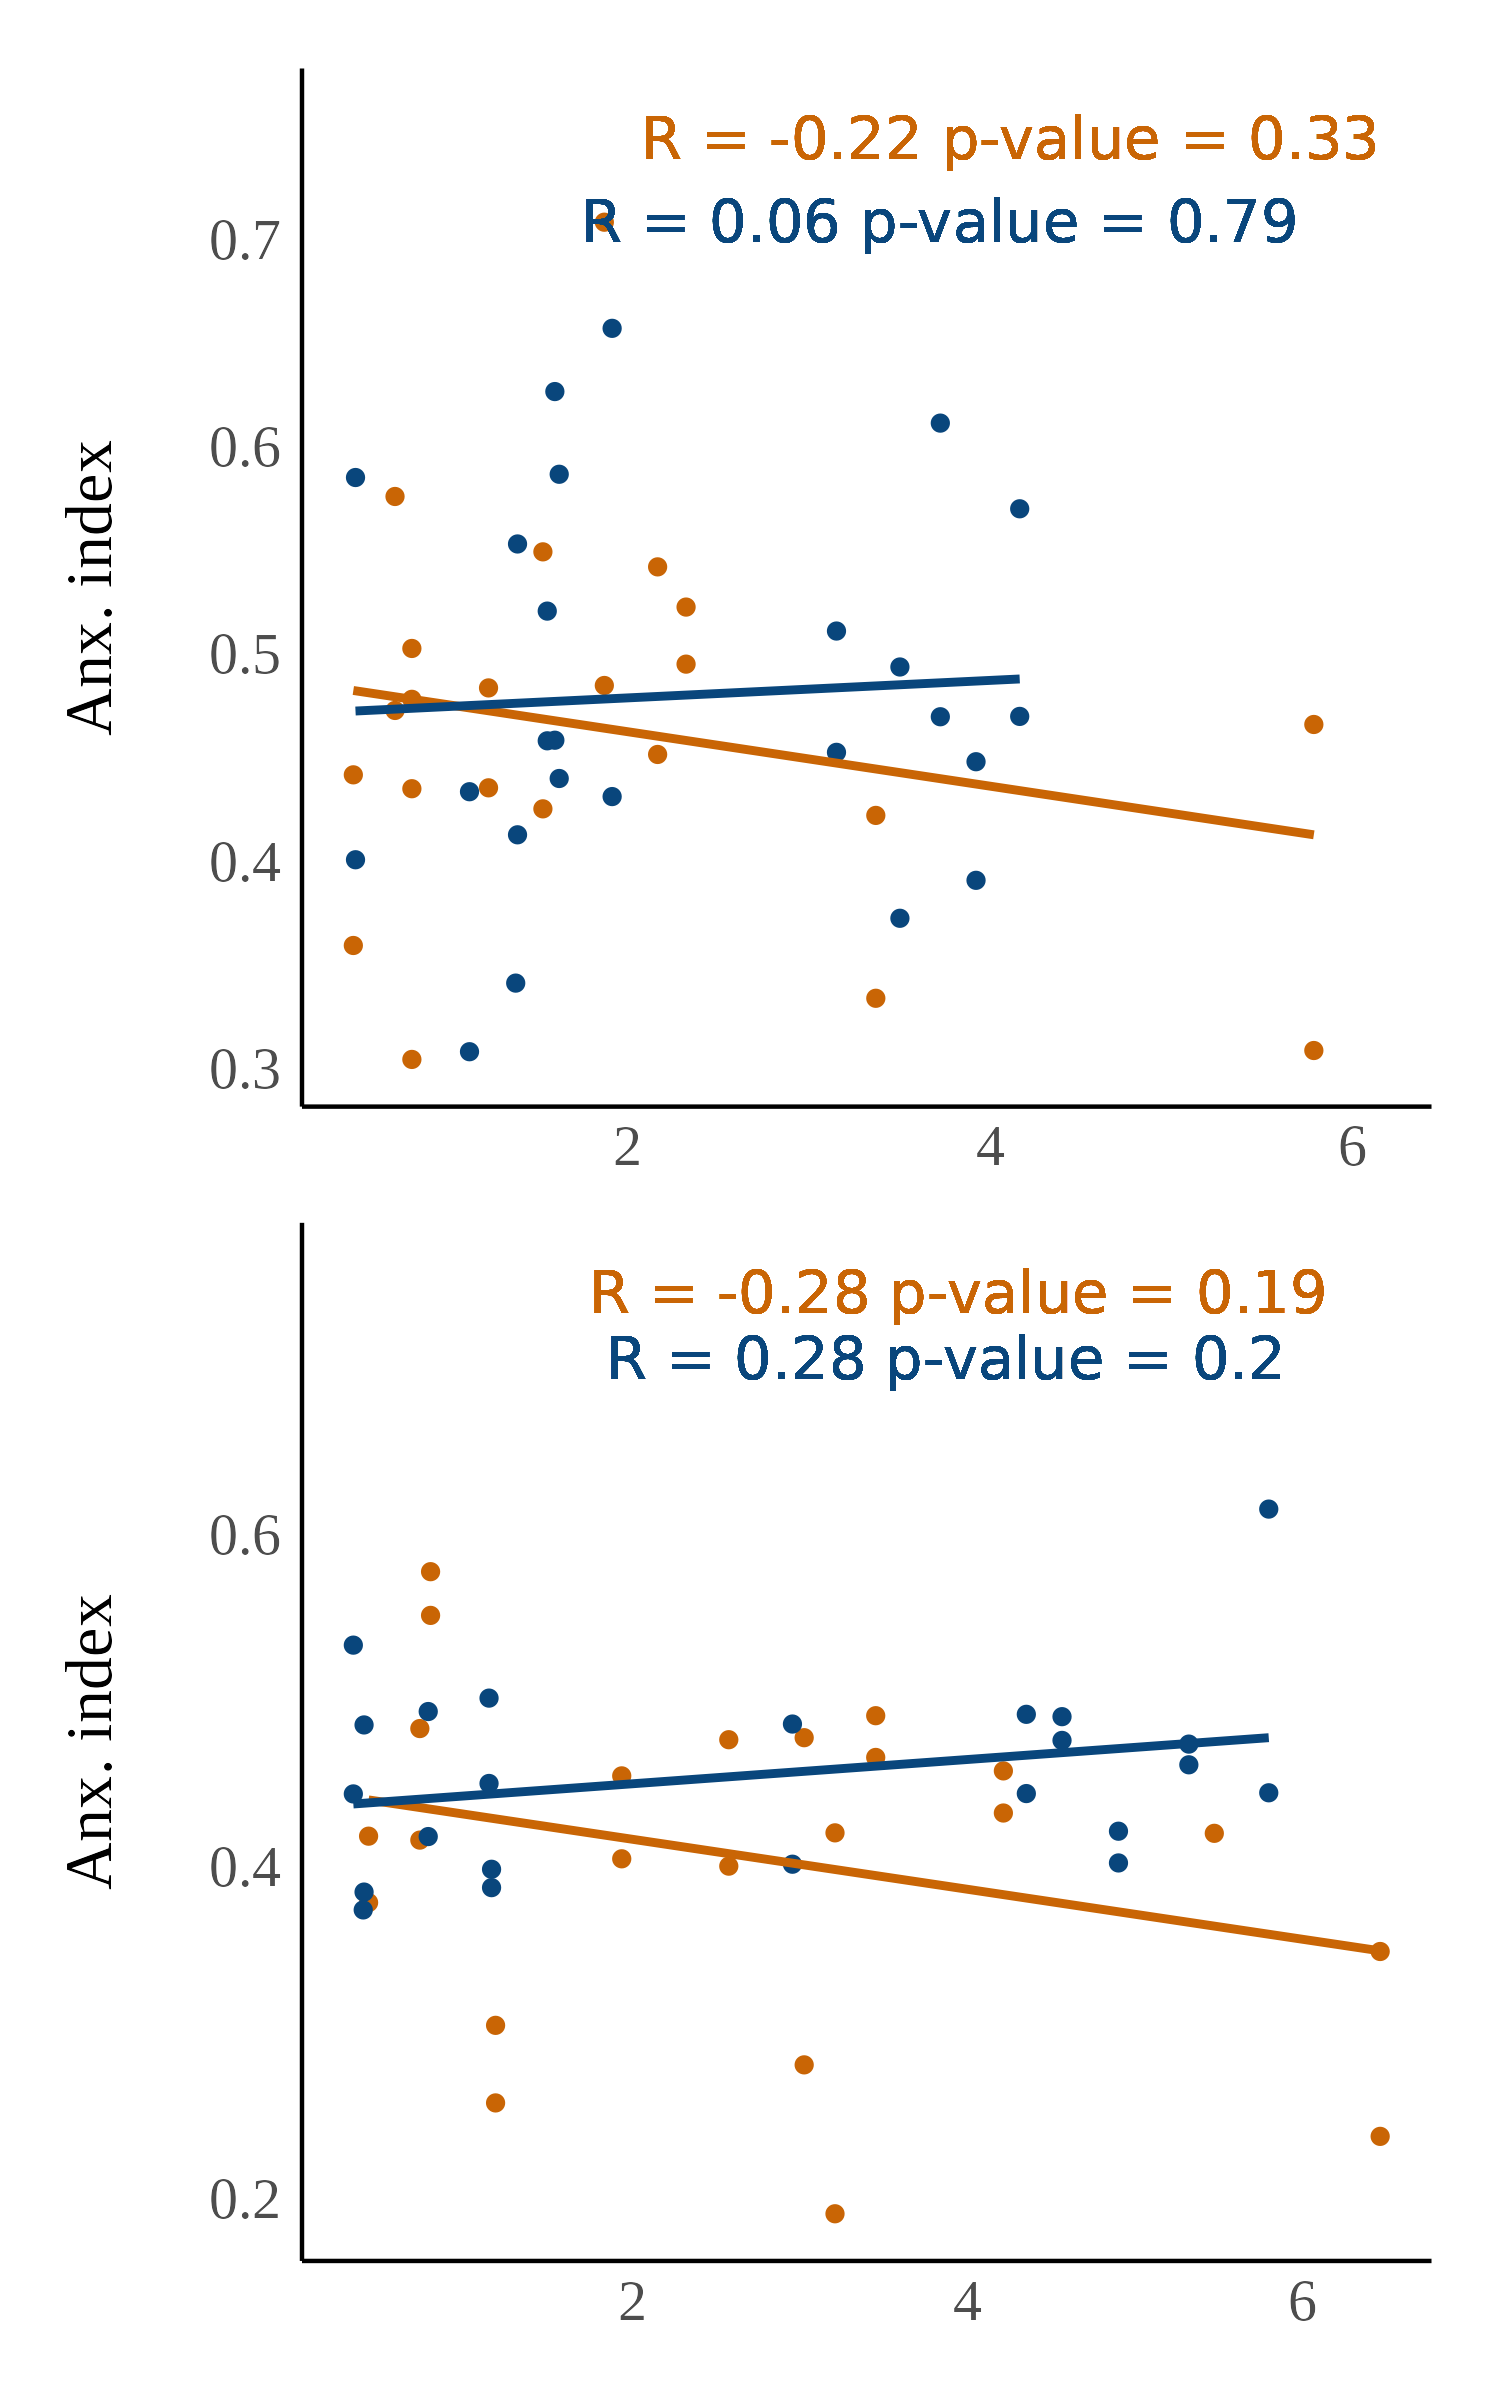 R = -0.22 p-value = 0.33
R = 0.06 p-value = 0.79
0.7
0.6
0.5
0.4
0.3
Anx. index
2 4 6
R = -0.28 p-value = 0.19
R = 0.28 p-value = 0.2
0.6
0.4
0.2
Anx. index
2 4 6